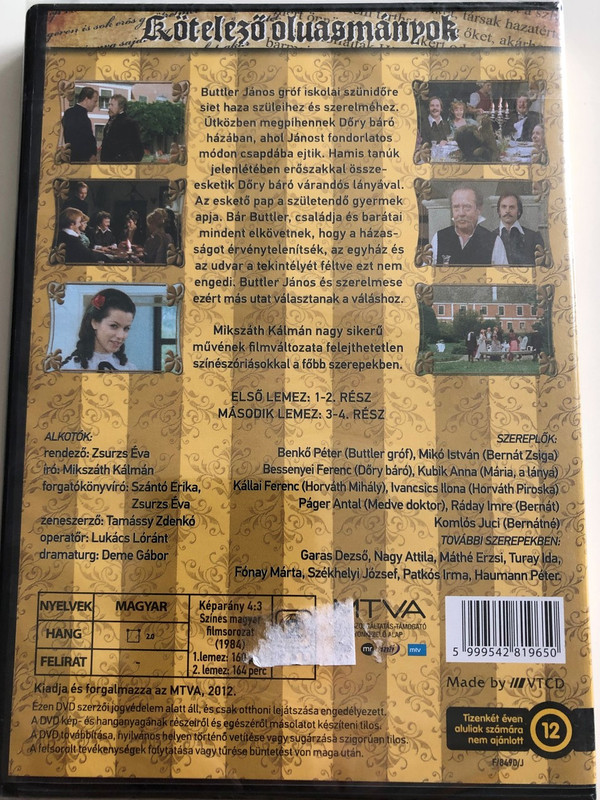 Kötelező olvasmányok
Buttler János gróf iskolai szünidőre
siet haza szüleihez és szerelméhez.
Útközben megpihennek Dőry báró
házában, ahol Jánost fondorlatos
módon csapdába ejtik. Hamis tanúk
jelenlétében erőszakkal össze-
esketik Dőry báró várandós lányával.
Az eskető pap a születendő gyermek
apja. Bár Buttler, családja és barátai
mindent elkövetnek, hogy a házas-
ságot érvénytelenítsék, az egyház és
az udvar a tekintélyét féltve ezt nem
engedi. Buttler János és szerelmese
ezért más utat választanak a váláshoz.
Mikszáth Kálmán nagy sikerű
művének filmváltozata felejthetetlen
színészóriásokkal a főbb szerepekben.
ELSŐ LEMEZ: 1-2. RÉSZ
MÁSODIK LEMEZ: 3-4. RÉSZ
ALKOTÓK:
rendező: Zsurzs Éva
író: Mikszáth Kálmán
forgatókönyvíró: Szántó Erika,
Zsurzs Éva
zeneszerző: Tamássy Zdenkó
operatőr: Lukács Lóránt
dramaturg: Deme Gábor
SZEREPLŐK:
Benkő Péter (Buttler gróf), Mikó István (Bernát Zsiga)
Bessenyei Ferenc (Dőry báró), Kubik Anna (Mária, a lánya)
Kállai Ferenc (Horváth Mihály), Ivancsics Ilona (Horváth Piroska)
Páger Antal (Medve doktor), Ráday Imre (Bernát)
Komlós Juci (Bernátné)
TOVÁBBI SZEREPEKBEN:
Garas Dezső, Nagy Attila, Máthé Erzsi, Turay Ida,
Fónay Márta, Székhelyi József, Patkós Irma, Haumann Péter.
NYELVEK MAGYAR
HANG 2.0
FELIRAT -
Képarány 4:3
Színes magyar
filmsorozat
(1984)
1.lemez:
2. lemez: 164 perc
MTVA
mtv
5 999542 819650
Made by VTCD
Kiadja és forgalmazza az MTVA, 2012.
Ezen DVD szerzői jogvédelem alatt áll, és csak otthoni lejátszása engedélyezett.
A DVD kép- és hanganyagának részeiről és egészéről másolatot készíteni tilos.
A DVD továbbítása, nyilvános helyen történő vetítése vagy sugárzása szigorúan tilos.
A felsorolt tevékenységek folytatása vagy tűrése büntetést von maga után.
Tizenkét éven
aluliak számára
nem ajánlott
12
F/8490/J